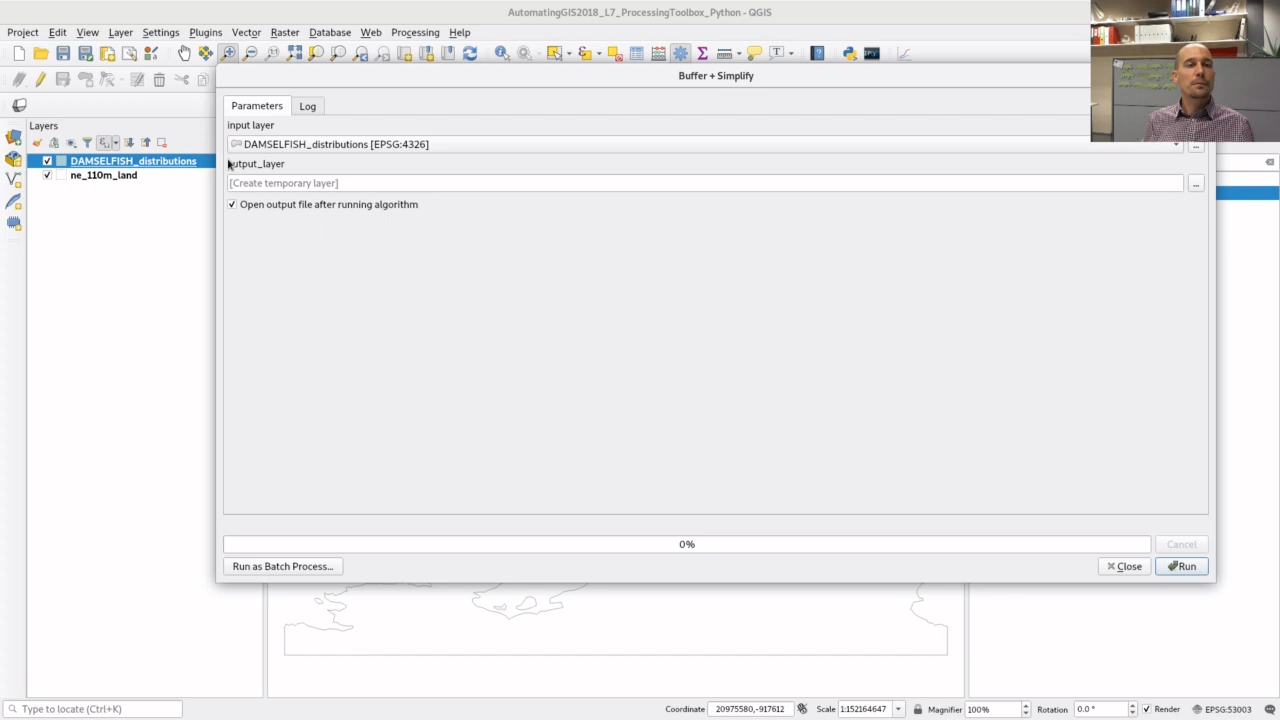 AutomatingGIS2018_L7_ProcessingToolbox_Python - QGIS
Project Edit View Layer Settings Plugins Vector Raster Database Web Processing Help
Buffer + Simplify
Parameters Log
input layer
DAMSELFISH_distributions [EPSG:4326]
...
output_layer
[Create temporary layer]
...
Open output file after running algorithm
0%
Cancel
Run as Batch Process...
Close
Run
Layers
DAMSELFISH_distributions
ne_110m_land
Type to locate (Ctrl+K)
Coordinate 20975580,-917612 Scale 1:152164647 Magnifier 100% Rotation 0.0 ° Render EPSG:53003